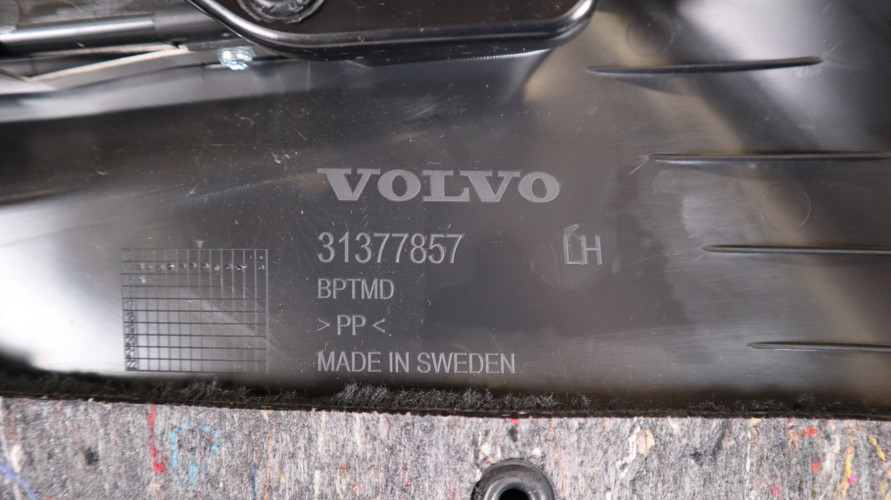 VOLVO
31377857 LH
BPTMD
>PP<
MADE IN SWEDEN